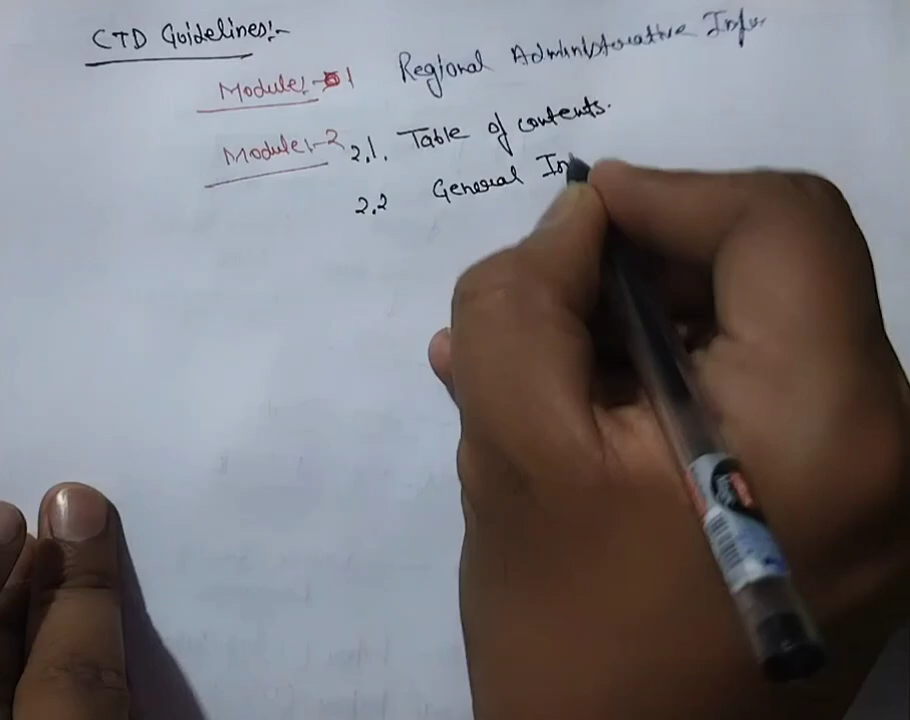 CTD Guidelines:-
Module:-1 Regional Administrative Infor
Module:-2 2.1. Table of contents.
2.2 General In